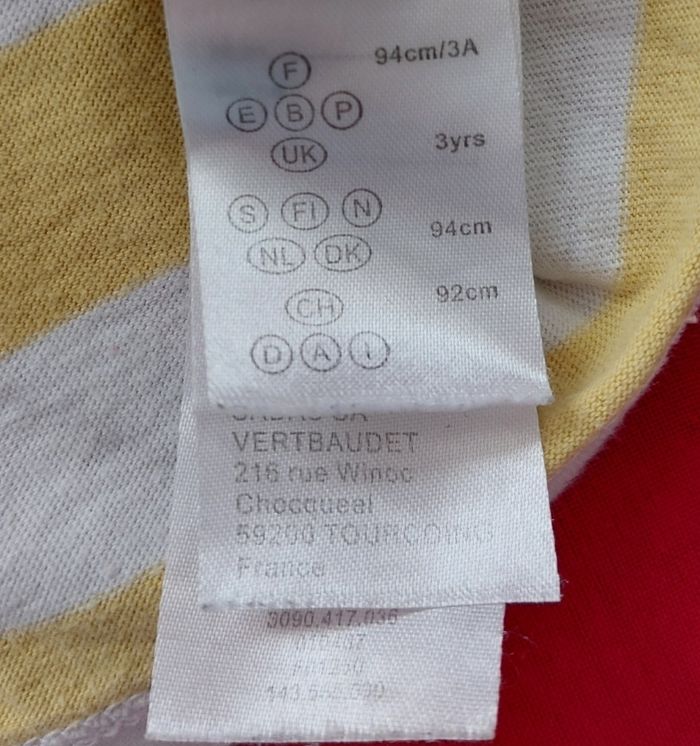 F 94cm/3A
E B P
UK 3yrs
S FI N
NL DK 94cm
CH 92cm
D A I
VERTBAUDET
216 rue Winoc
Chocqueel
59200 TOURCOING
France
3090.417.036